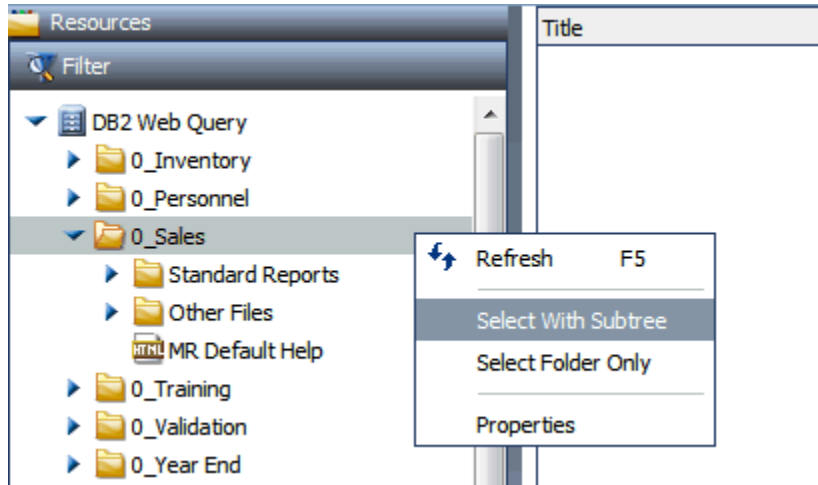 Resources
Title
Filter
DB2 Web Query
0_Inventory
0_Personnel
0_Sales
Standard Reports
Other Files
HTML MR Default Help
0_Training
0_Validation
0_Year End
Refresh F5
Select With Subtree
Select Folder Only
Properties